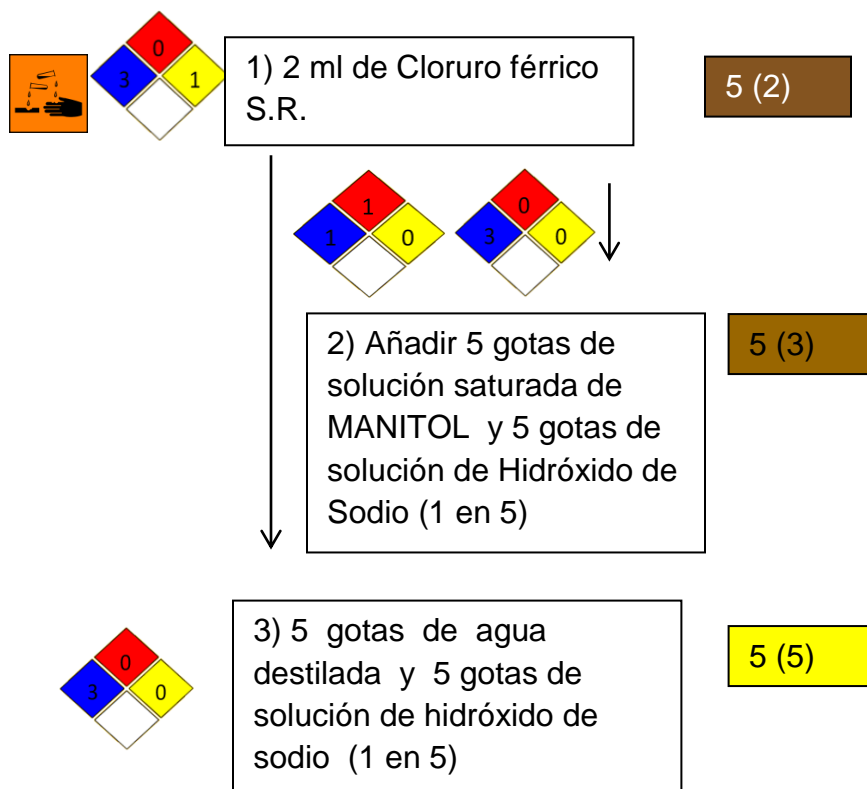 0
3 1
1) 2 ml de Cloruro férrico
S.R.
5 (2)
1
1 0
0
3 0
2) Añadir 5 gotas de
solución saturada de
MANITOL y 5 gotas de
solución de Hidróxido de
Sodio (1 en 5)
5 (3)
0
3 0
3) 5 gotas de agua
destilada y 5 gotas de
solución de hidróxido de
sodio (1 en 5)
5 (5)